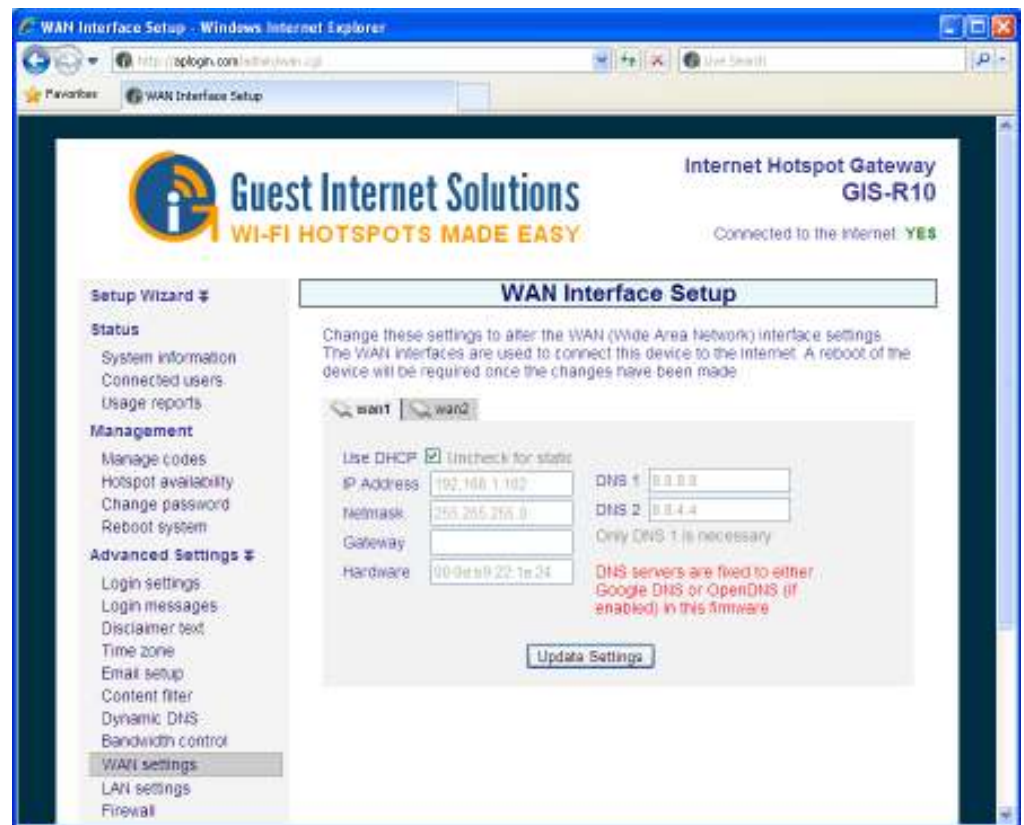 WAN Interface Setup - Windows Internet Explorer
http://aplogin.com/
Live Search
Favorites
WAN Interface Setup
Guest Internet Solutions
WI-FI HOTSPOTS MADE EASY
Internet Hotspot Gateway
GIS-R10
Connected to the Internet: YES
Setup Wizard
Status
System information
Connected users
Usage reports
Management
Manage codes
Hotspot availability
Change password
Reboot system
Advanced Settings
Login settings
Login messages
Disclaimer text
Time zone
Email setup
Content filter
Dynamic DNS
Bandwidth control
WAN settings
LAN settings
Firewall
WAN Interface Setup
Change these settings to alter the WAN (Wide Area Network) interface settings.
The WAN interfaces are used to connect this device to the Internet. A reboot of the
device will be required once the changes have been made
wan1
wan2
Use DHCP Uncheck for static
IP Address 192.168.1.102
Netmask 255.255.255.0
Gateway
Hardware
DNS 1 8.8.8.8
DNS 2 8.8.4.4
Only DNS 1 is necessary
DNS servers are fixed to either
Google DNS or OpenDNS (if
enabled) in this firmware
Update Settings